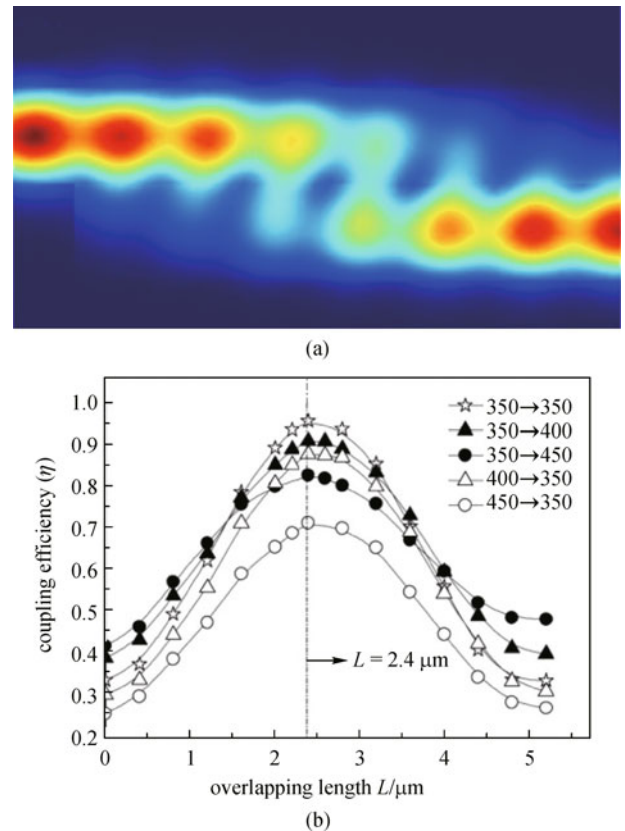 (a)
1.0
0.9
0.8
0.7
0.6
0.5
0.4
0.3
0.2
coupling efficiency (η)
350→350
350→400
350→450
400→350
450→350
L = 2.4 μm
0 1 2 3 4 5
overlapping length L/μm
(b)